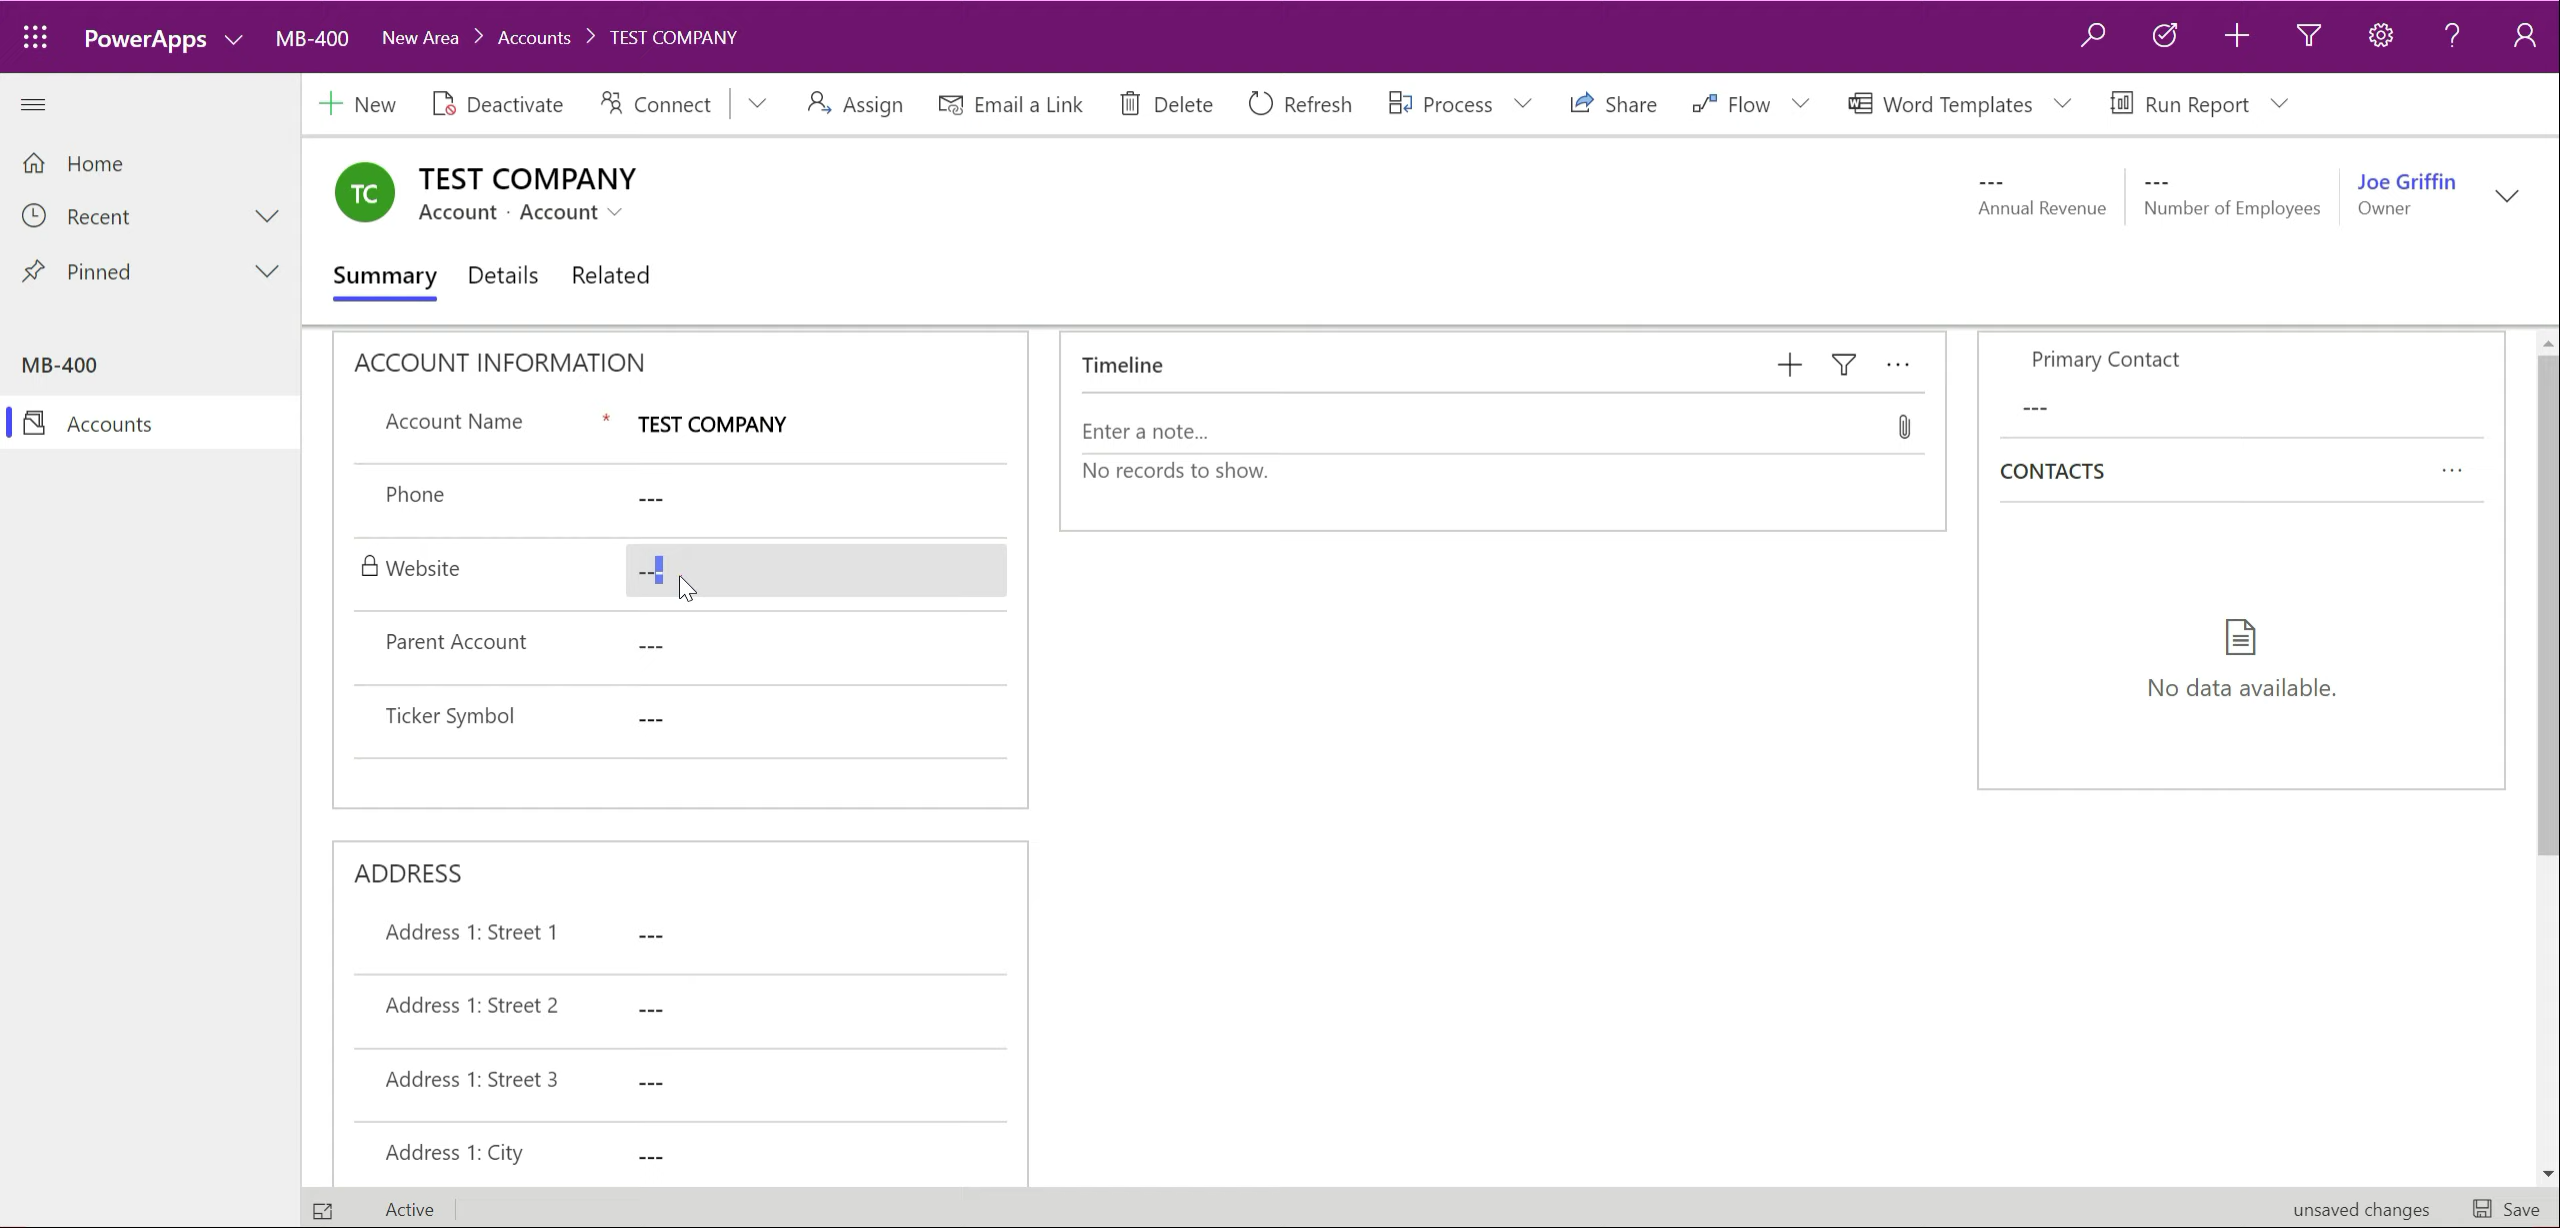 PowerApps MB-400 New Area > Accounts > TEST COMPANY ?
New Deactivate Connect Assign Email a Link Delete Refresh Process Share Flow Word Templates Run Report
Home
Recent
Pinned
MB-400
Accounts
TC TEST COMPANY
Account · Account
---
Annual Revenue
---
Number of Employees
Joe Griffin
Owner
Summary Details Related
ACCOUNT INFORMATION
Account Name * TEST COMPANY
Phone ---
Website ---
Parent Account ---
Ticker Symbol ---
ADDRESS
Address 1: Street 1 ---
Address 1: Street 2 ---
Address 1: Street 3 ---
Address 1: City ---
Timeline ...
Enter a note...
No records to show.
Primary Contact
---
CONTACTS ...
No data available.
Active unsaved changes Save